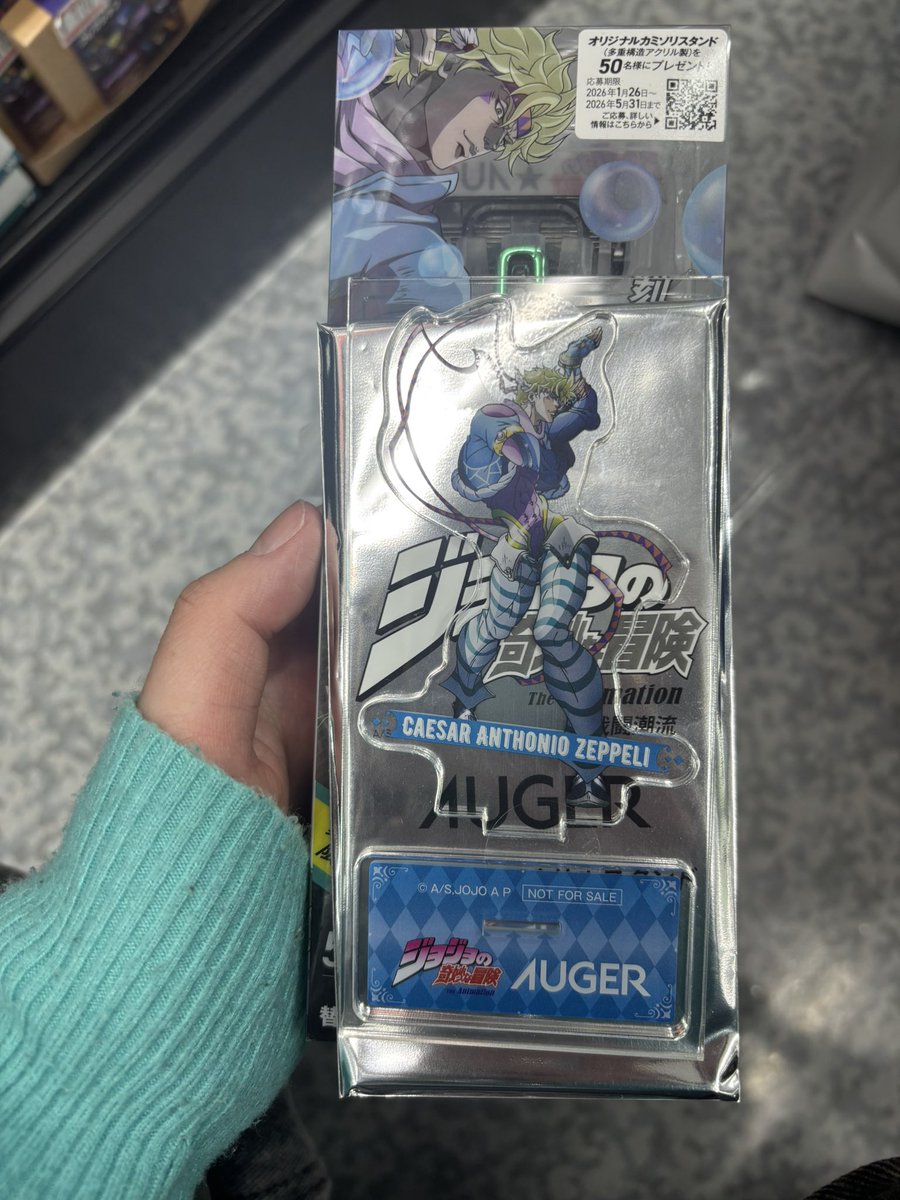 オリジナルカミソリスタンド
(多重構造アクリル製)を
50名様にプレゼント!
応募期限
2026年1月26日〜
2026年5月31日まで
ご応募、詳しい
情報はこちらから▶
刻
ジョジョの
奇妙な冒険
The Animation
戦闘潮流
A/S
CAESAR ANTHONIO ZEPPELI
AUGER
© A/S,JOJO A P NOT FOR SALE
ジョジョの
奇妙な冒険
The Animation
AUGER
替